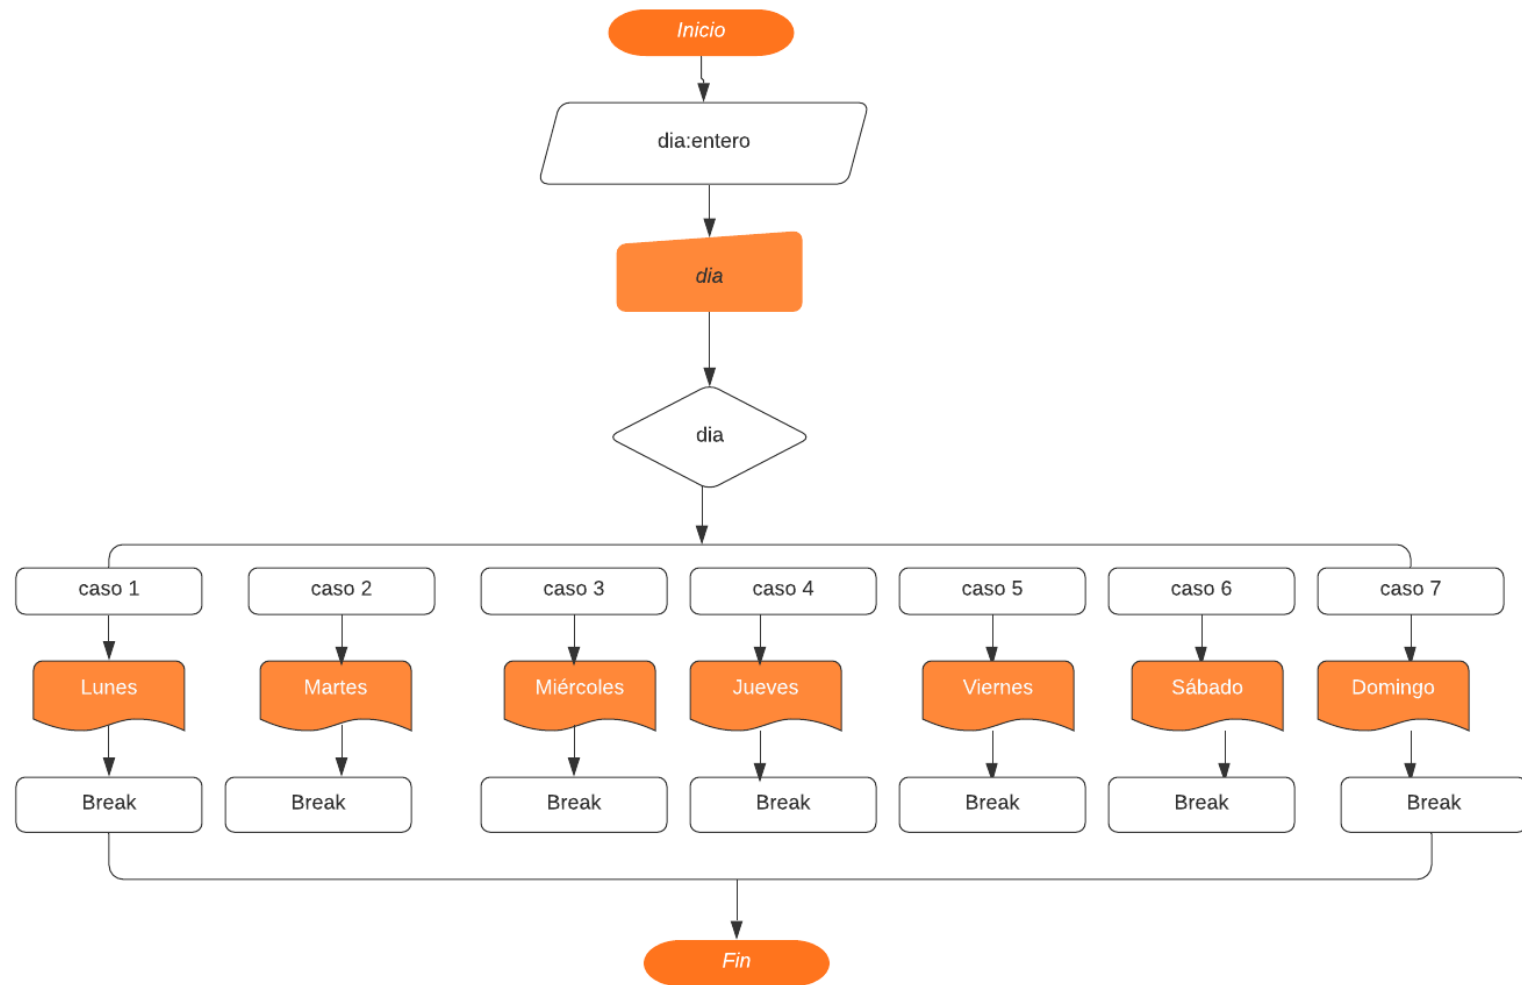 Inicio
dia:entero
dia
dia
caso 1
caso 2
caso 3
caso 4
caso 5
caso 6
caso 7
Lunes
Martes
Miércoles
Jueves
Viernes
Sábado
Domingo
Break
Break
Break
Break
Break
Break
Break
Fin